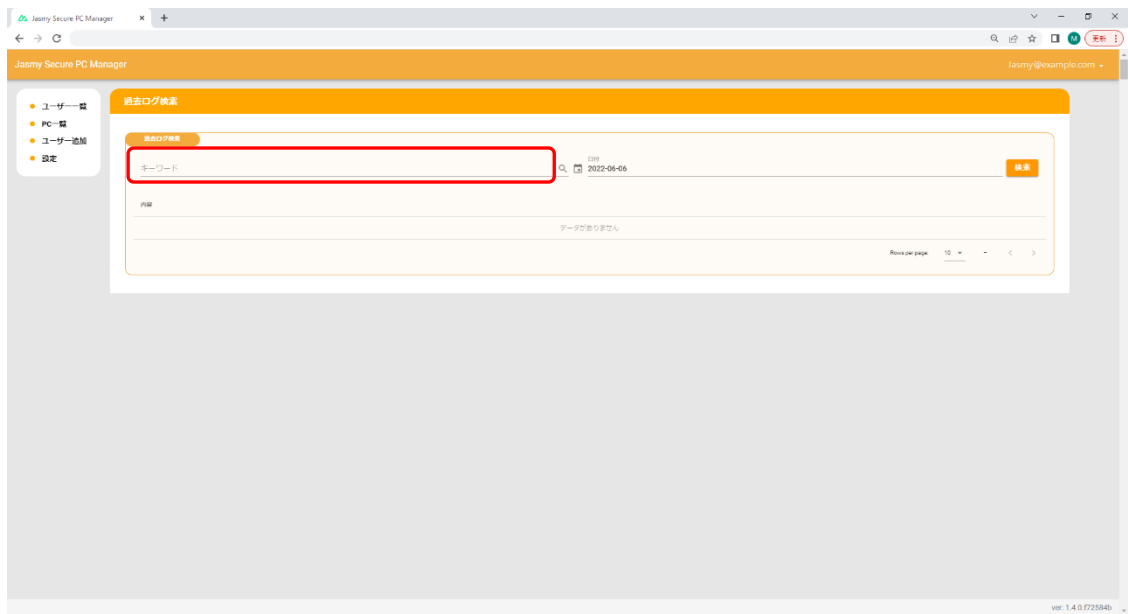 Jasmy Secure PC Manager
更新
Jasmy Secure PC Manager
Jasmy@example.com
ユーザー一覧
PC一覧
ユーザー追加
設定
過去ログ検索
過去ログ検索
キーワード
日付
2022-06-06
検索
内容
データがありません
Rows per page: 10 -
ver: 1.4.0.f72584b